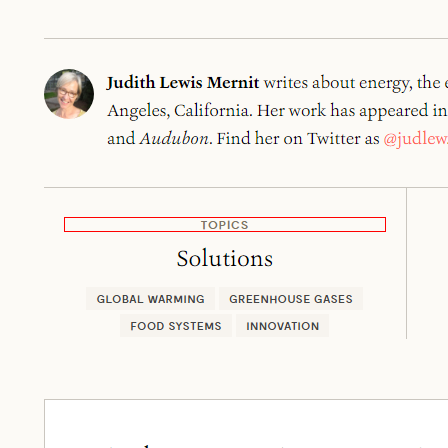 Judith Lewis Mernit writes about energy, the
Angeles, California. Her work has appeared in
and Audubon. Find her on Twitter as @judlew
TOPICS
Solutions
GLOBAL WARMING GREENHOUSE GASES
FOOD SYSTEMS INNOVATION